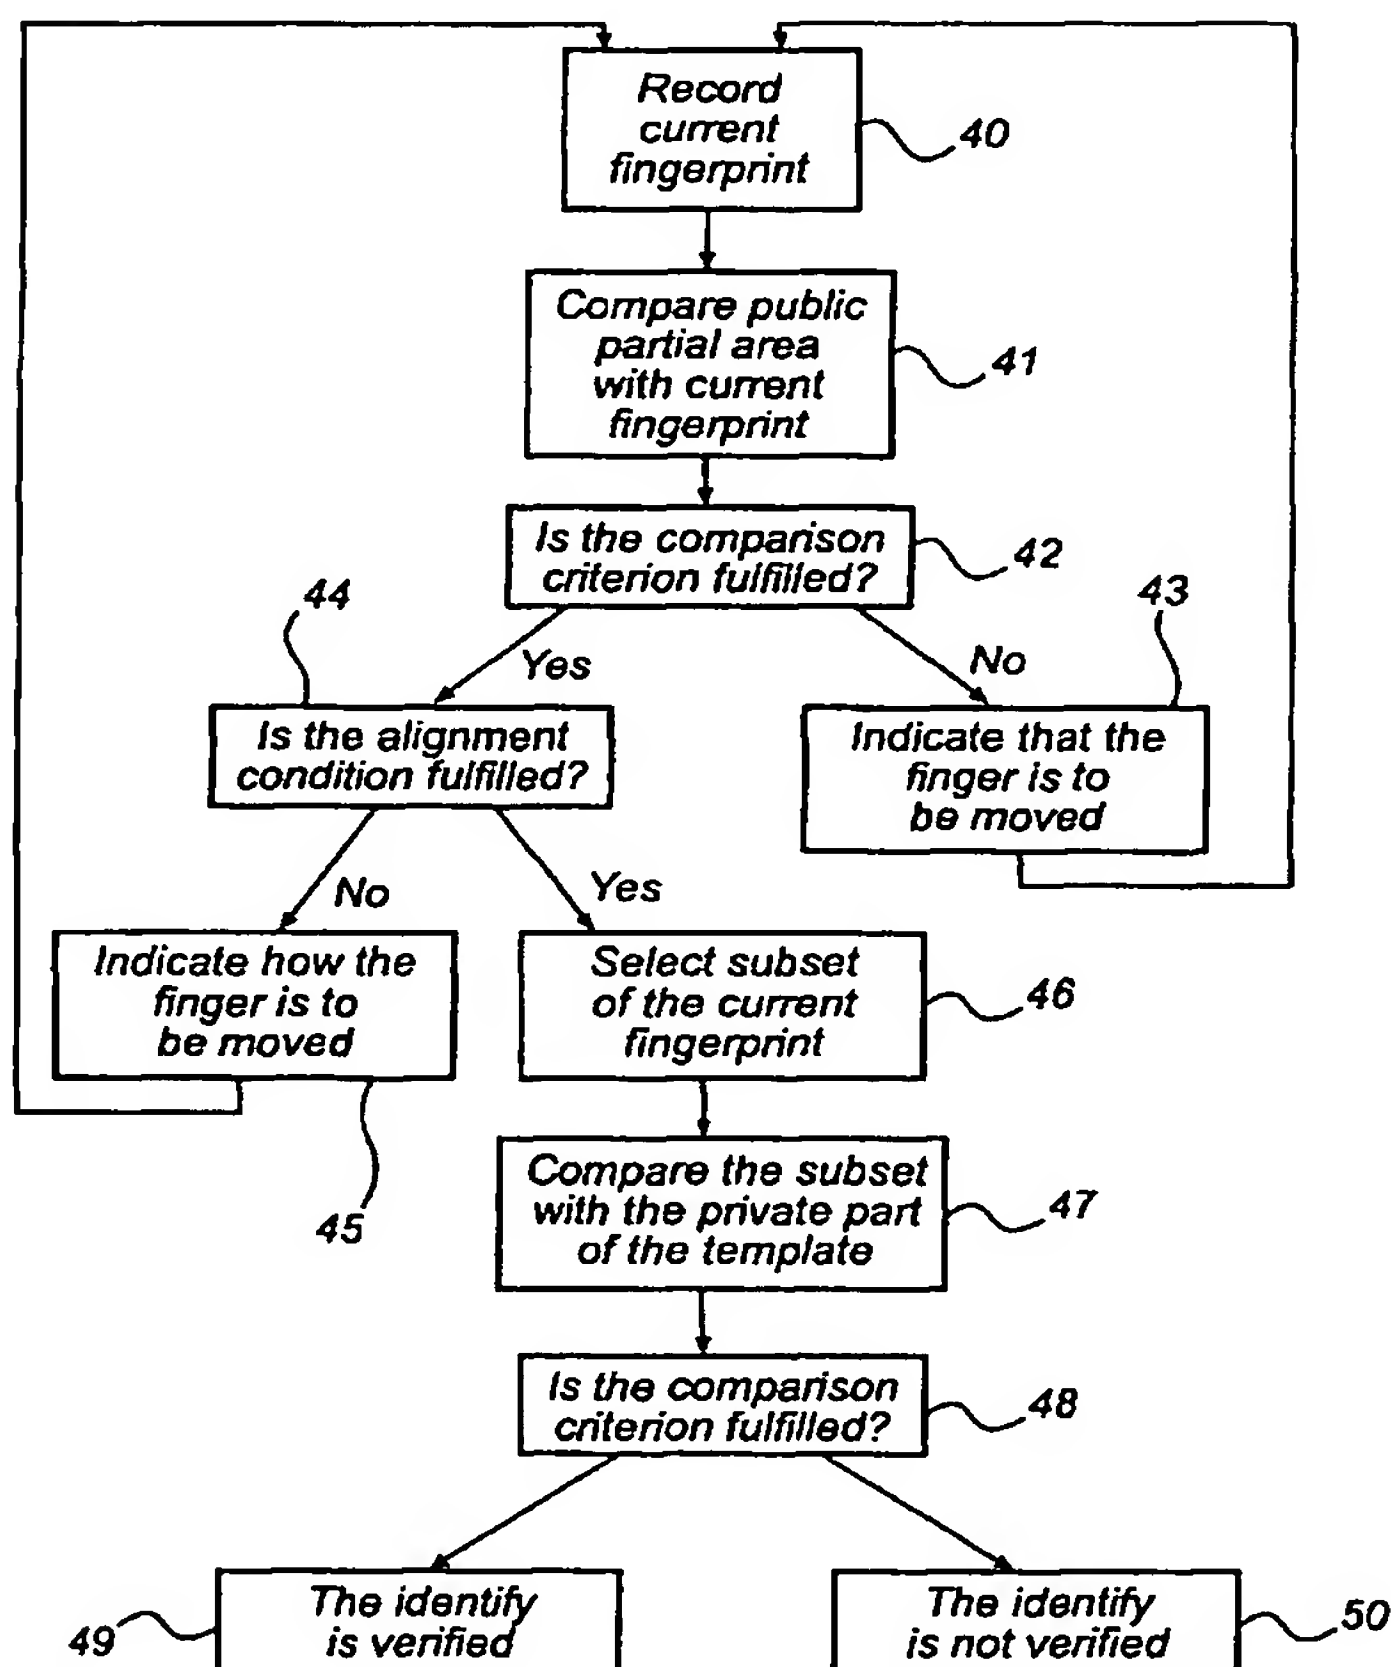 Record
current
fingerprint
40
Compare public
partial area
with current
fingerprint
41
Is the comparison
criterion fulfilled?
42
44
43
Yes
No
Is the alignment
condition fulfilled?
Indicate that the
finger is to
be moved
No
Yes
Indicate how the
finger is to
be moved
Select subset
of the current
fingerprint
46
45
Compare the subset
with the private part
of the template
47
Is the comparison
criterion fulfilled?
48
The identify
is verified
49
The identify
is not verified
50